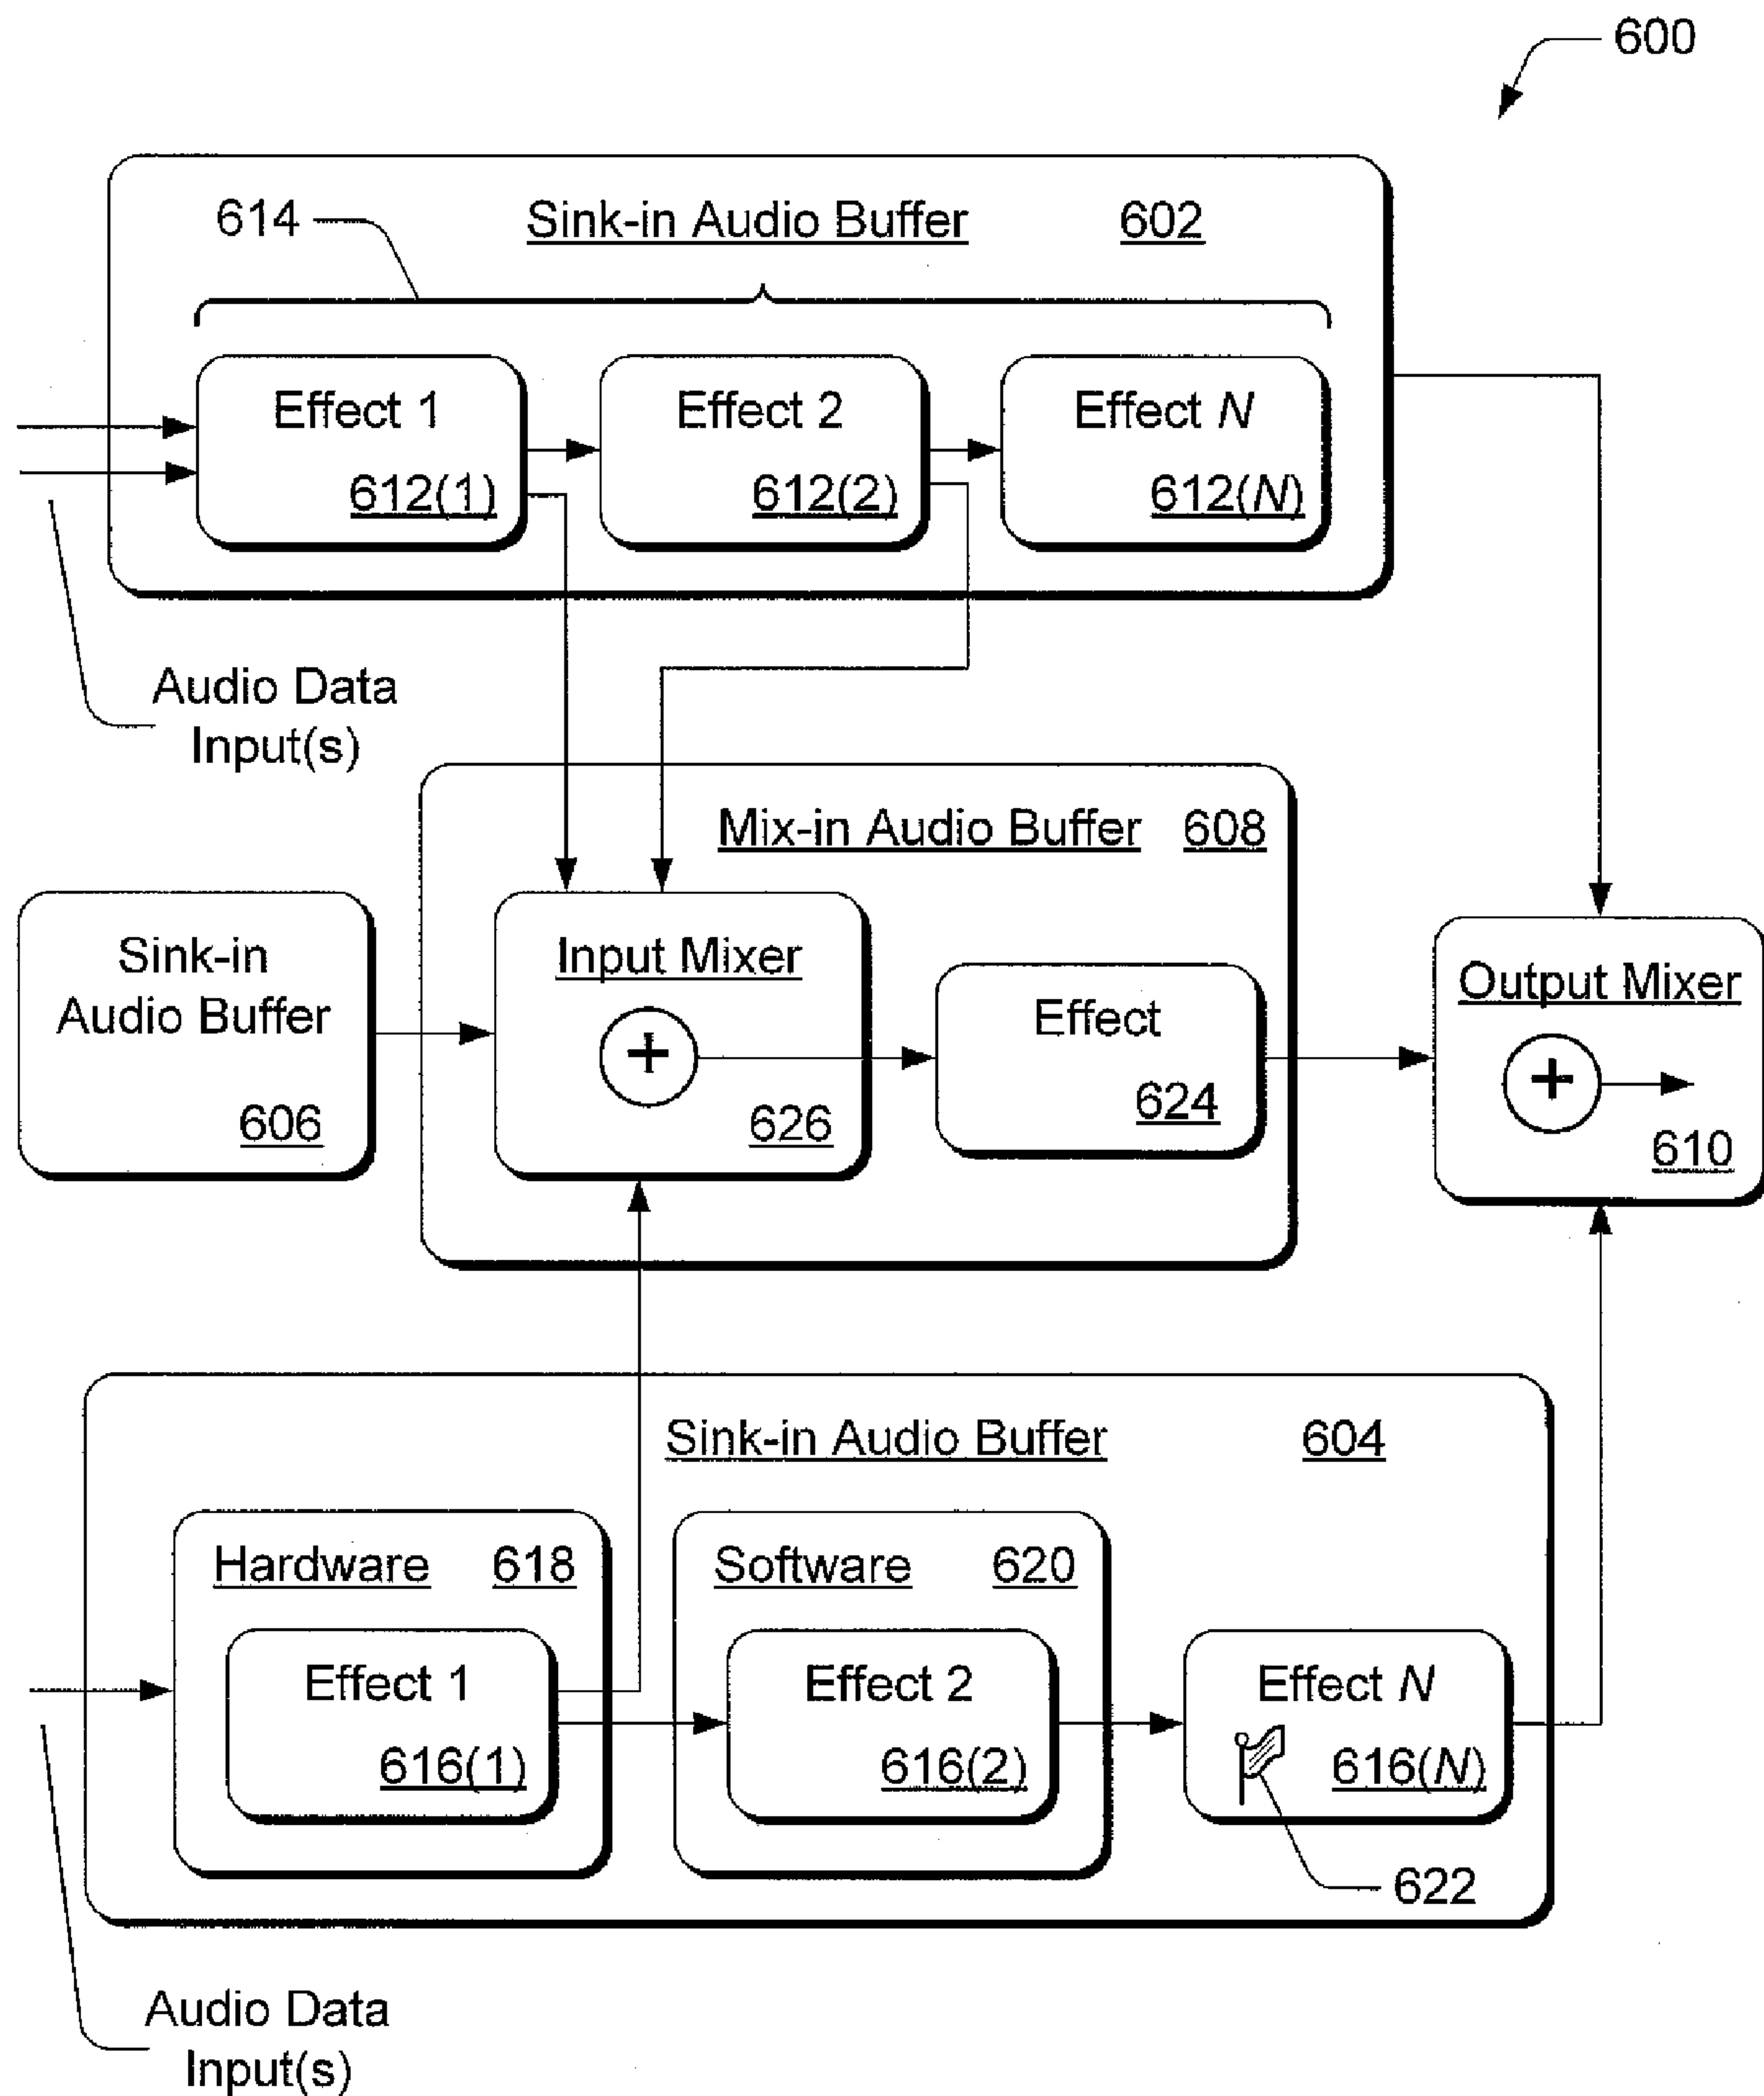 600
614
Sink-in Audio Buffer 602
Effect 1
612(1)
Effect 2
612(2)
Effect N
612(N)
Audio Data
Input(s)
Mix-in Audio Buffer 608
Sink-in
Audio Buffer
606
Input Mixer
+
626
Effect
624
Output Mixer
+
610
Sink-in Audio Buffer 604
Hardware 618
Effect 1
616(1)
Software 620
Effect 2
616(2)
Effect N
616(N)
622
Audio Data
Input(s)